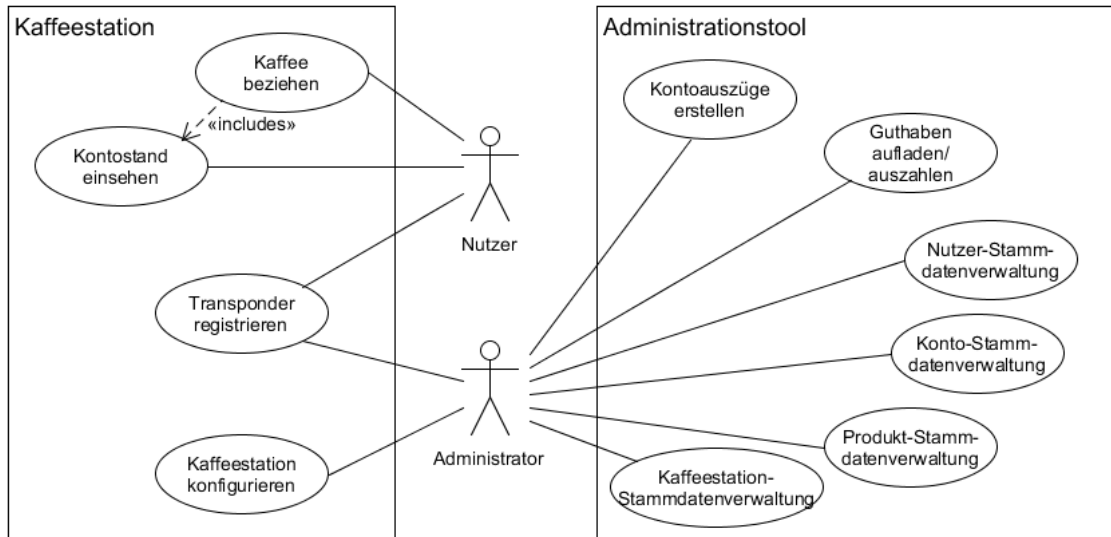 Kaffeestation
Kaffee
beziehen
«includes»
Kontostand
einsehen
Transponder
registrieren
Kaffeestation
konfigurieren
Nutzer
Administrator
Administrationstool
Kontoauszüge
erstellen
Guthaben
aufladen/
auszahlen
Nutzer-Stamm-
datenverwaltung
Konto-Stamm-
datenverwaltung
Produkt-Stamm-
datenverwaltung
Kaffeestation-
Stammdatenverwaltung